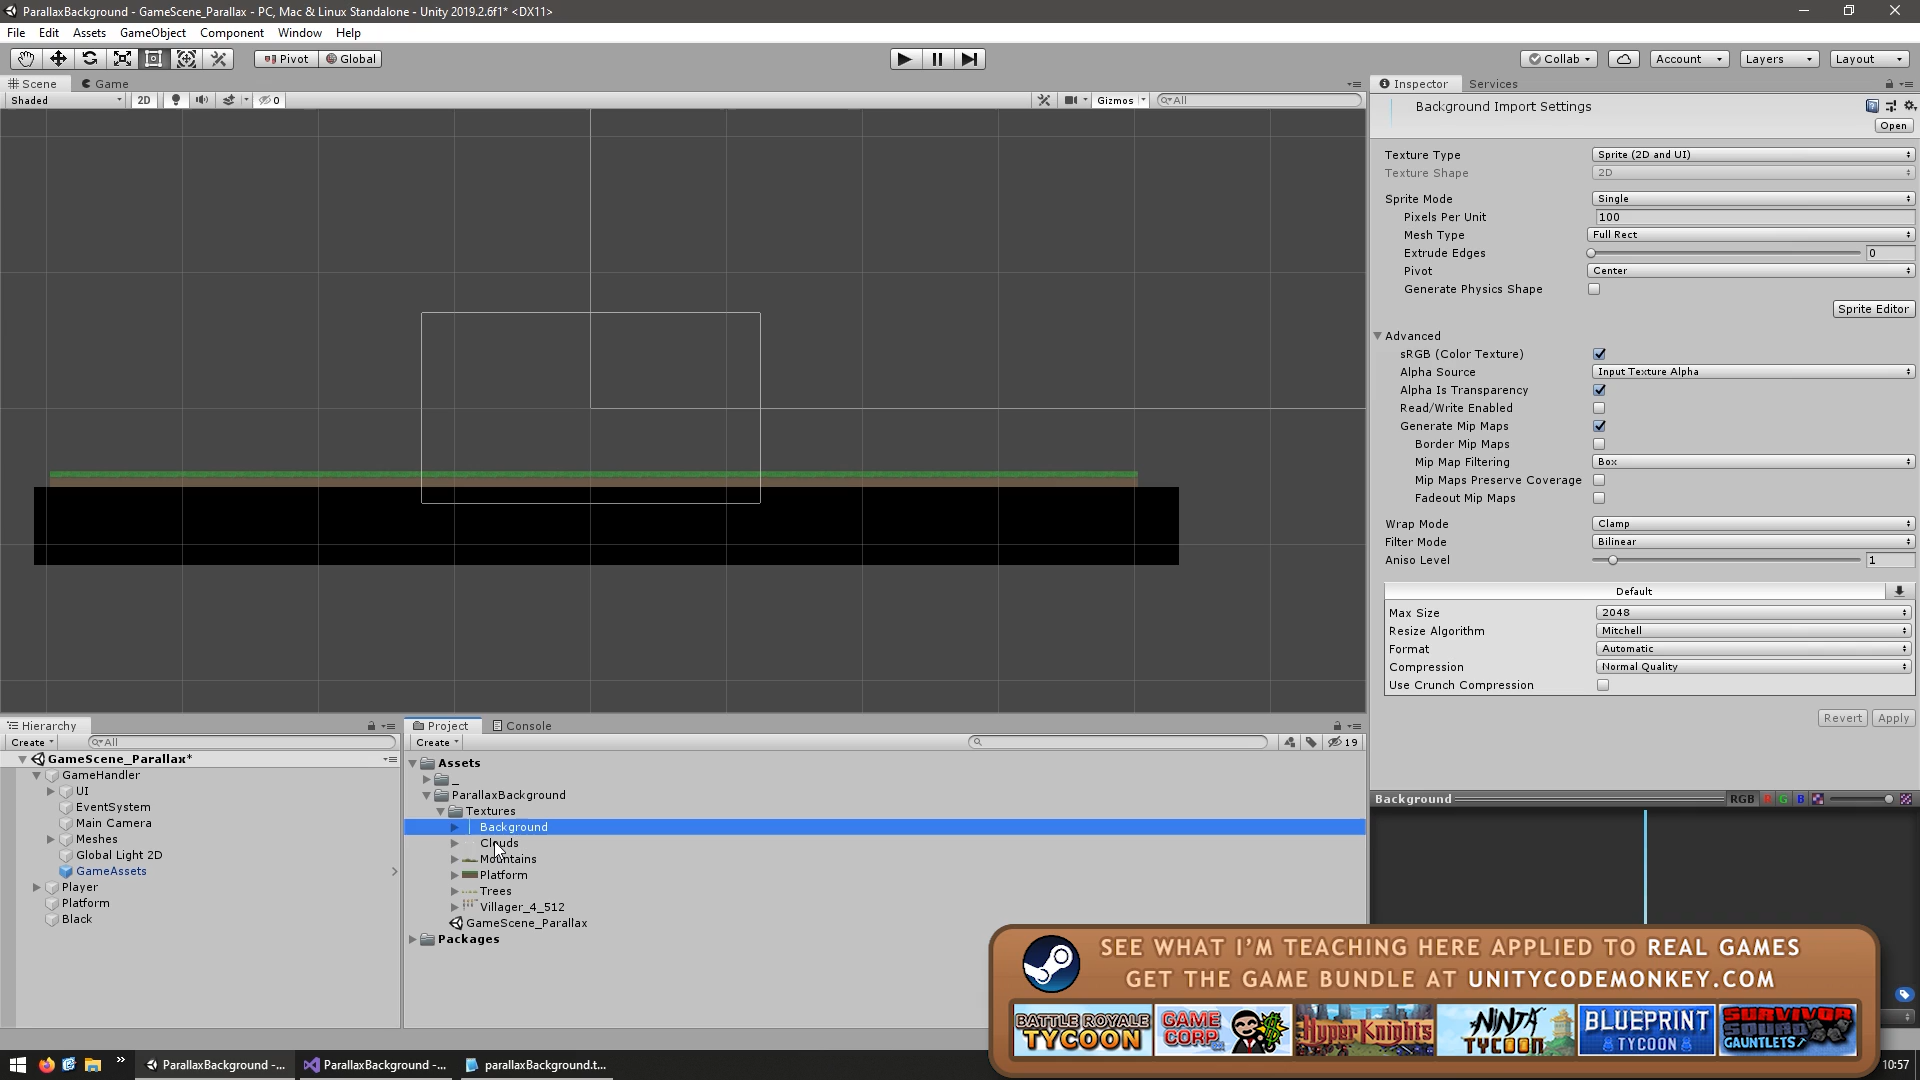 ParallaxBackground - GameScene_Parallax - PC, Mac & Linux Standalone - Unity 2019.2.6f1* <DX11>
File Edit Assets GameObject Component Window Help
Pivot Global Collab Account Layers Layout
Scene Game
Shaded 2D 0 Gizmos All
Inspector Services
Background Import Settings
Open
Texture Type Sprite (2D and UI)
Texture Shape 2D
Sprite Mode Single
Pixels Per Unit 100
Mesh Type Full Rect
Extrude Edges 0
Pivot Center
Generate Physics Shape
Sprite Editor
Advanced
sRGB (Color Texture)
Alpha Source Input Texture Alpha
Alpha Is Transparency
Read/Write Enabled
Generate Mip Maps
Border Mip Maps
Mip Map Filtering Box
Mip Maps Preserve Coverage
Fadeout Mip Maps
Wrap Mode Clamp
Filter Mode Bilinear
Aniso Level 1
Default
Max Size 2048
Resize Algorithm Mitchell
Format Automatic
Compression Normal Quality
Use Crunch Compression
Revert Apply
Background RGB R G B
Hierarchy
Create All
GameScene_Parallax*
GameHandler
UI
EventSystem
Main Camera
Meshes
Global Light 2D
GameAssets
Player
Platform
Black
Project Console
Create 19
Assets
_
ParallaxBackground
Textures
Background
Clouds
Mountains
Platform
Trees
Villager_4_512
GameScene_Parallax
Packages
SEE WHAT I'M TEACHING HERE APPLIED TO REAL GAMES
GET THE GAME BUNDLE AT UNITYCODEMONKEY.COM
BATTLE ROYALE TYCOON
GAME CORP
HyperKnights
NINJA TYCOON
BLUEPRINT TYCOON
SURVIVOR SQUAD GAUNTLETS
ParallaxBackground -... ParallaxBackground -... parallaxBackground.t... 10:57